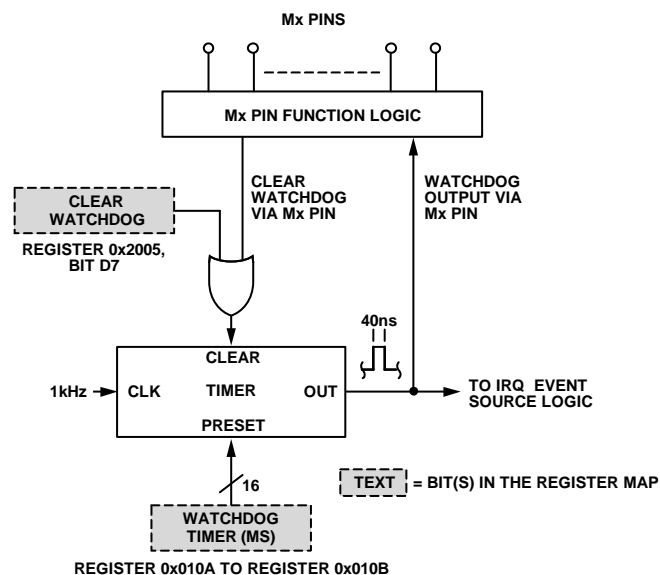 Mx PINS
Mx PIN FUNCTION LOGIC
CLEAR
WATCHDOG
VIA Mx PIN
WATCHDOG
OUTPUT VIA
Mx PIN
CLEAR
WATCHDOG
REGISTER 0x2005,
BIT D7
40ns
CLEAR
1kHz
CLK
TIMER
OUT
TO IRQ EVENT
SOURCE LOGIC
PRESET
16
TEXT = BIT(S) IN THE REGISTER MAP
WATCHDOG
TIMER (MS)
REGISTER 0x010A TO REGISTER 0x010B